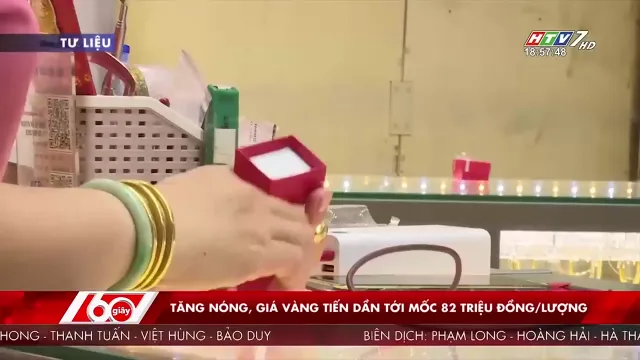 TƯ LIỆU
HTV7 HD
18:57:48
60 giây
TĂNG NÓNG, GIÁ VÀNG TIẾN DẦN TỚI MỐC 82 TRIỆU ĐỒNG/LƯỢNG
HONG - THANH TUẤN - VIỆT HÙNG - BẢO DUY
BIÊN DỊCH: PHẠM LONG - HOÀNG HẢI - HÀ THA